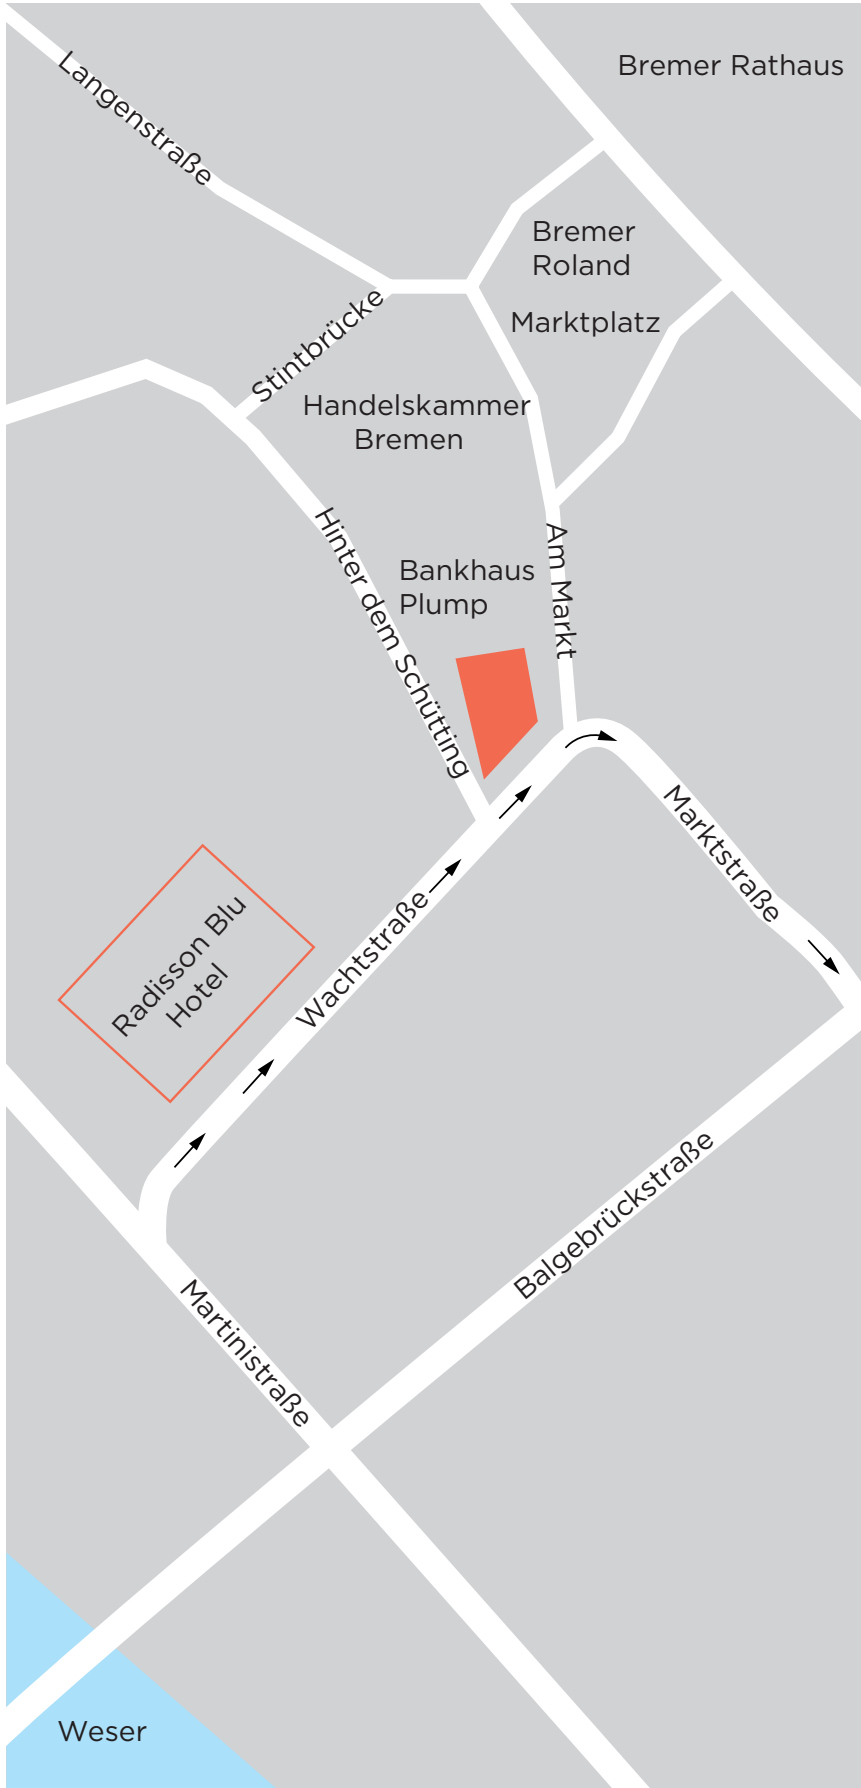 Bremer Rathaus
Langenstraße
Bremer
Roland
Marktplatz
Stintbrücke
Handelskammer
Bremen
Hinter dem Schütting
Am Markt
Bankhaus
Plump
Marktstraße
Radisson Blu
Hotel
Wachtstraße
Balgebrückstraße
Martinistraße
Weser